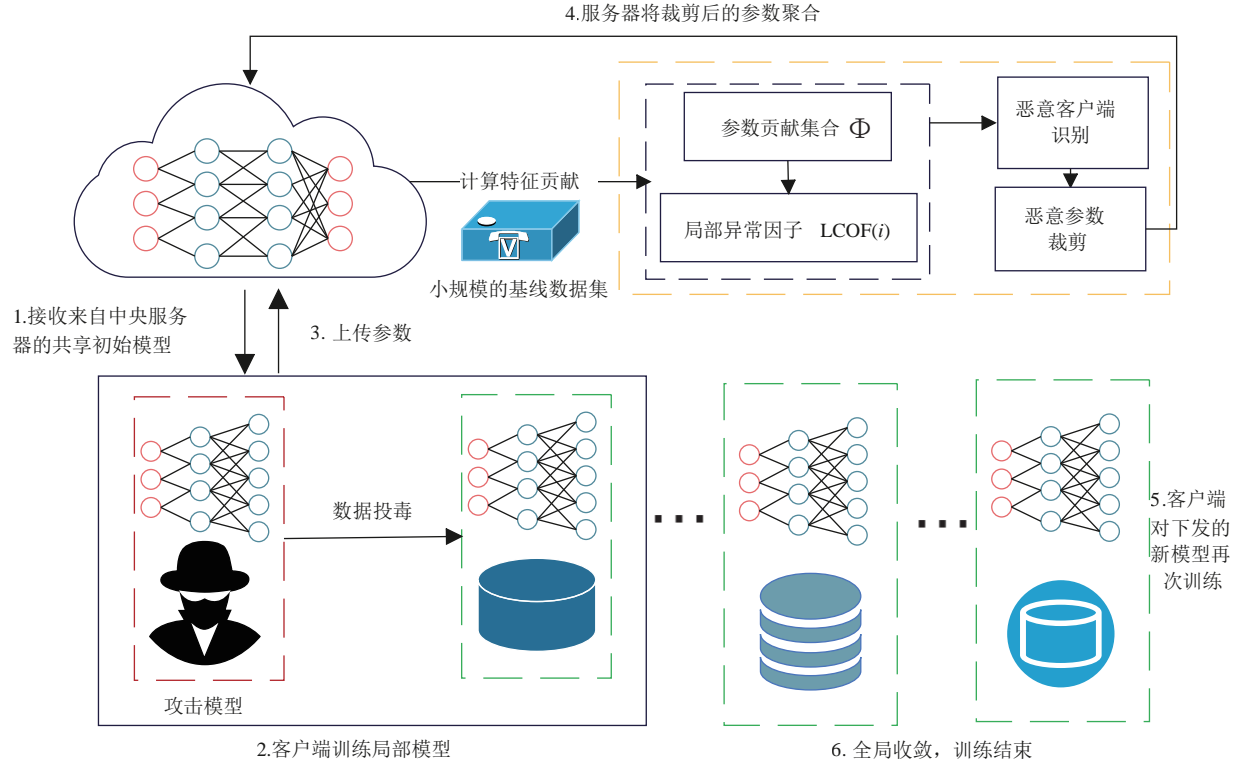 4.服务器将裁剪后的参数聚合
参数贡献集合 Φ
恶意客户端
识别
计算特征贡献
局部异常因子 LCOF(i)
恶意参数
裁剪
V
小规模的基线数据集
1.接收来自中央服务
器的共享初始模型
3. 上传参数
数据投毒
5.客户端
对下发的
新模型再
次训练
攻击模型
2.客户端训练局部模型
6. 全局收敛，训练结束